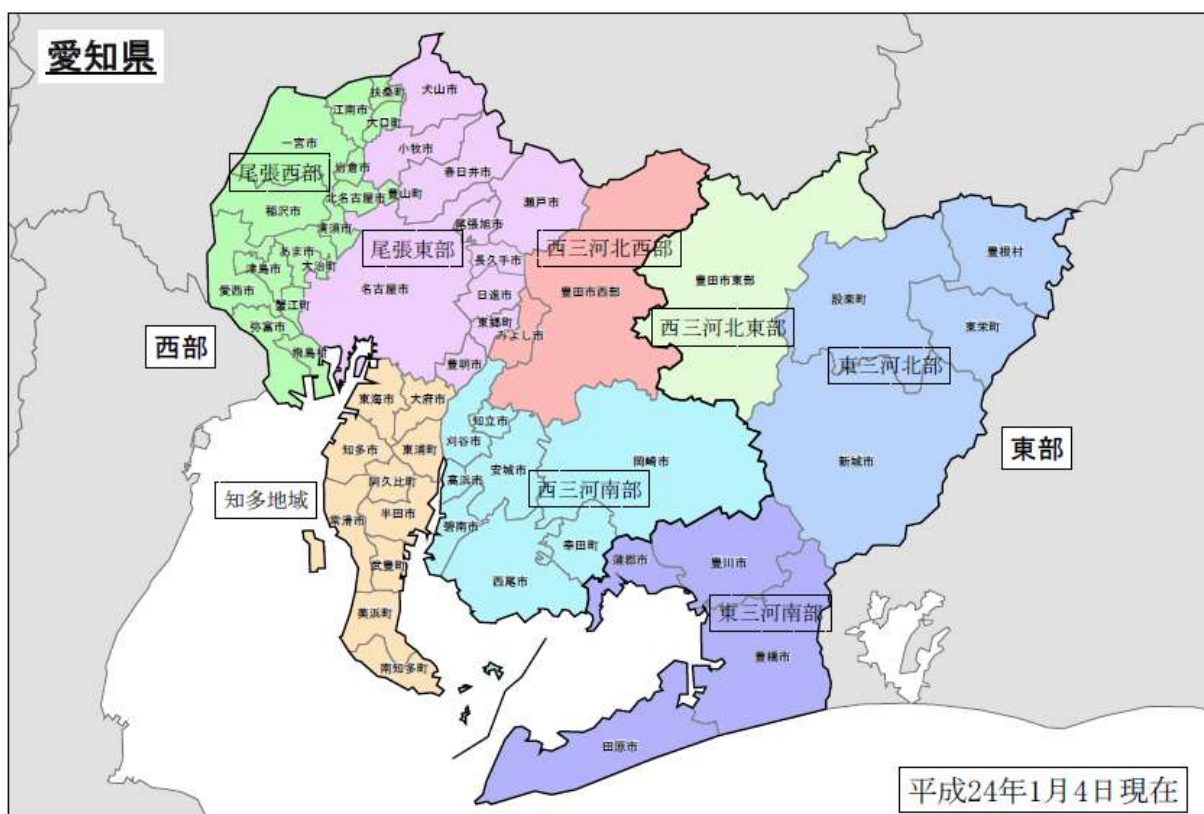 愛知県
犬山市
扶桑町
江南市
大口町
一宮市
小牧市
岩倉市
春日井市
尾張西部
豊山町
北名古屋市
瀬戸市
稲沢市
清須市
尾張旭市
尾張東部
西三河北西部
あま市
長久手市
津島市
大治町
豊根村
豊田市東部
愛西市
名古屋市
日進市
豊田市西部
設楽町
蟹江町
弥富市
東郷町
みよし市
西三河北東部
東栄町
西部
飛島村
豊明市
東三河北部
東海市
大府市
知立市
知多市
東浦町
刈谷市
岡崎市
新城市
東部
安城市
高浜市
阿久比町
西三河南部
知多地域
常滑市
半田市
碧南市
幸田町
武豊町
西尾市
蒲郡市
豊川市
美浜町
東三河南部
豊橋市
南知多町
田原市
平成24年1月4日現在